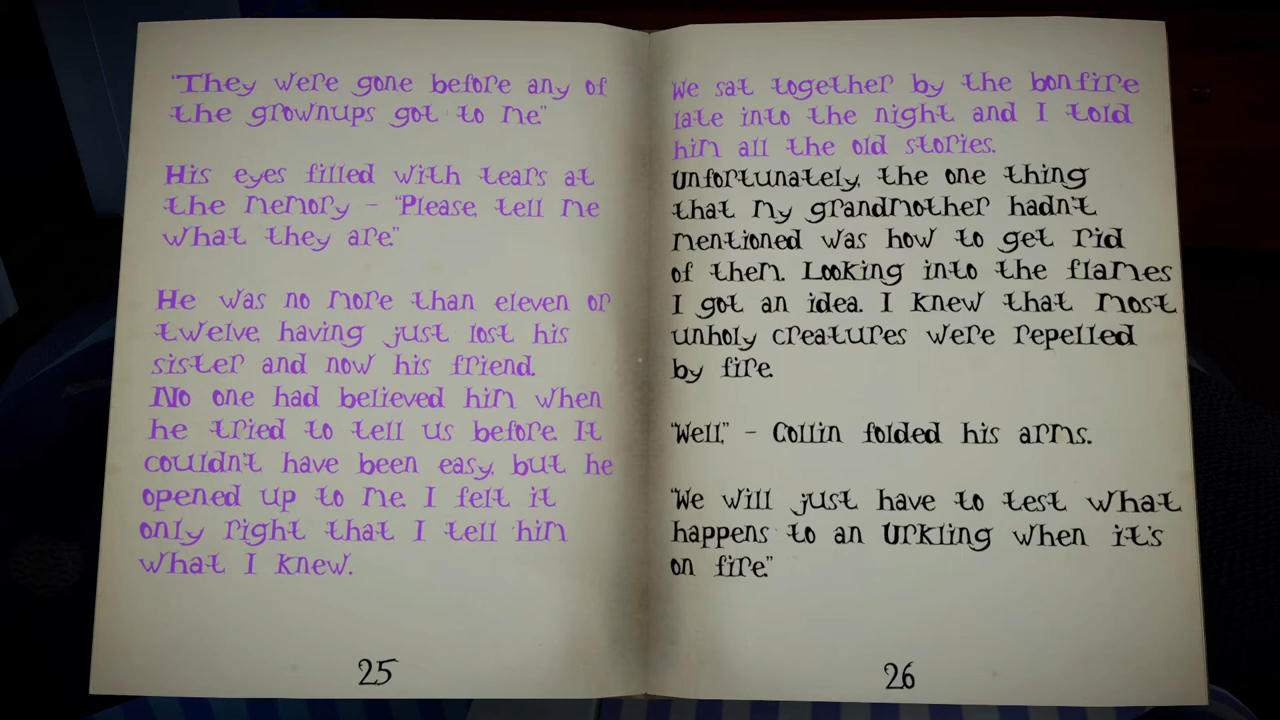 "They were gone before any of
the grownups got to me."
His eyes filled with tears at
the memory - "Please, tell me
what they are."
He was no more than eleven or
twelve, having just lost his
sister and now his friend.
No one had believed him when
he tried to tell us before. It
couldn't have been easy, but he
opened up to me. I felt it
only right that I tell him
what I knew.
25
We sat together by the bonfire
late into the night and I told
him all the old stories.
Unfortunately, the one thing
that my grandmother hadn't
mentioned was how to get rid
of them. Looking into the flames
I got an idea. I knew that most
unholy creatures were repelled
by fire.
"Well," - Collin folded his arms.
"We will just have to test what
happens to an Urkling when it's
on fire."
26